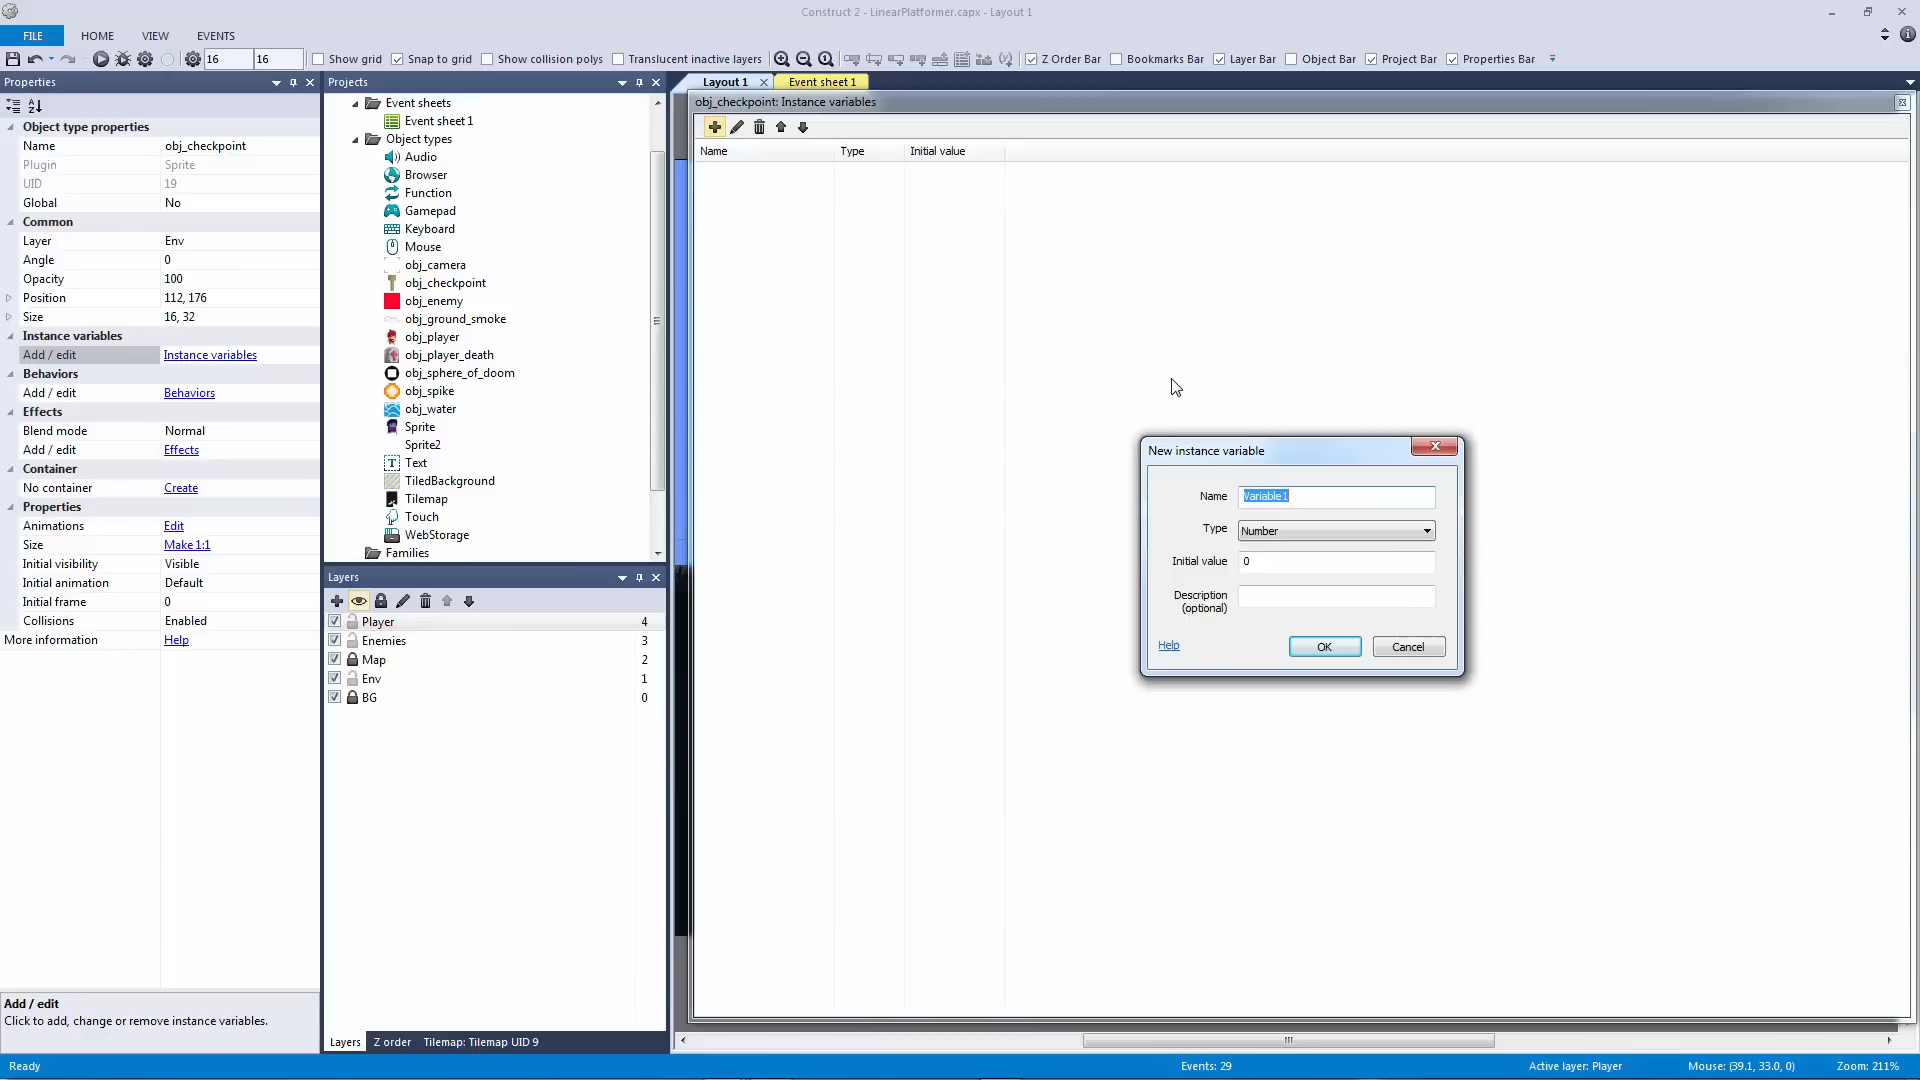 Construct 2 - LinearPlatformer.capx - Layout 1
FILE HOME VIEW EVENTS
16 16 Show grid Snap to grid Show collision polys Translucent inactive layers Z Order Bar Bookmarks Bar Layer Bar Object Bar Project Bar Properties Bar
Properties
Object type properties
Name obj_checkpoint
Plugin Sprite
UID 19
Global No
Common
Layer Env
Angle 0
Opacity 100
Position 112, 176
Size 16, 32
Instance variables
Add / edit Instance variables
Behaviors
Add / edit Behaviors
Effects
Blend mode Normal
Add / edit Effects
Container
No container Create
Properties
Animations Edit
Size Make 1:1
Initial visibility Visible
Initial animation Default
Initial frame 0
Collisions Enabled
More information Help
Add / edit
Click to add, change or remove instance variables.
Projects
Event sheets
Event sheet 1
Object types
Audio
Browser
Function
Gamepad
Keyboard
Mouse
obj_camera
obj_checkpoint
obj_enemy
obj_ground_smoke
obj_player
obj_player_death
obj_sphere_of_doom
obj_spike
obj_water
Sprite
Sprite2
Text
TiledBackground
Tilemap
Touch
WebStorage
Families
Layers
Player 4
Enemies 3
Map 2
Env 1
BG 0
Layers Z order Tilemap: Tilemap UID 9
Layout 1 Event sheet 1
obj_checkpoint: Instance variables
Name Type Initial value
New instance variable
Name Variable1
Type Number
Initial value 0
Description
(optional)
Help OK Cancel
Ready Events: 29 Active layer: Player Mouse: (39.1, 33.0, 0) Zoom: 211%